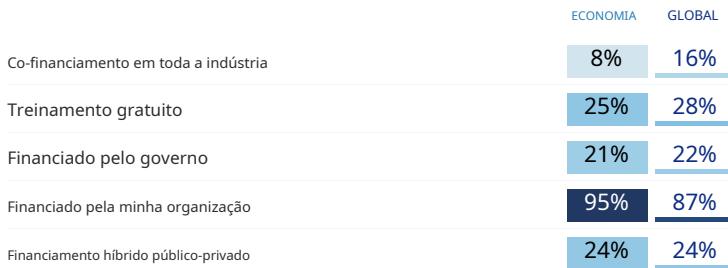 ECONOMIA GLOBAL
Co-financiamento em toda a indústria 8% 16%
Treinamento gratuito 25% 28%
Financiado pelo governo 21% 22%
Financiado pela minha organização 95% 87%
Financiamento híbrido público-privado 24% 24%